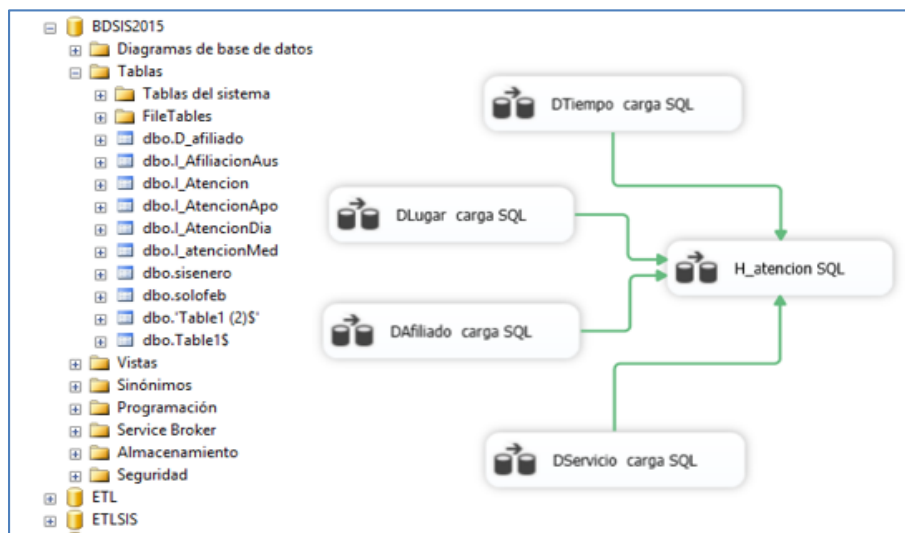 BDSIS2015
Diagramas de base de datos
Tablas
Tablas del sistema
FileTables
dbo.D_afiliado
dbo.I_AfiliacionAus
dbo.I_Atencion
dbo.I_AtencionApo
dbo.I_AtencionDia
dbo.I_atencionMed
dbo.sisenero
dbo.solofeb
dbo.'Table1 (2)$'
dbo.Table1$
Vistas
Sinónimos
Programación
Service Broker
Almacenamiento
Seguridad
ETL
ETLSIS
DTiempo carga SQL
DLugar carga SQL
H_atencion SQL
DAfiliado carga SQL
DServicio carga SQL